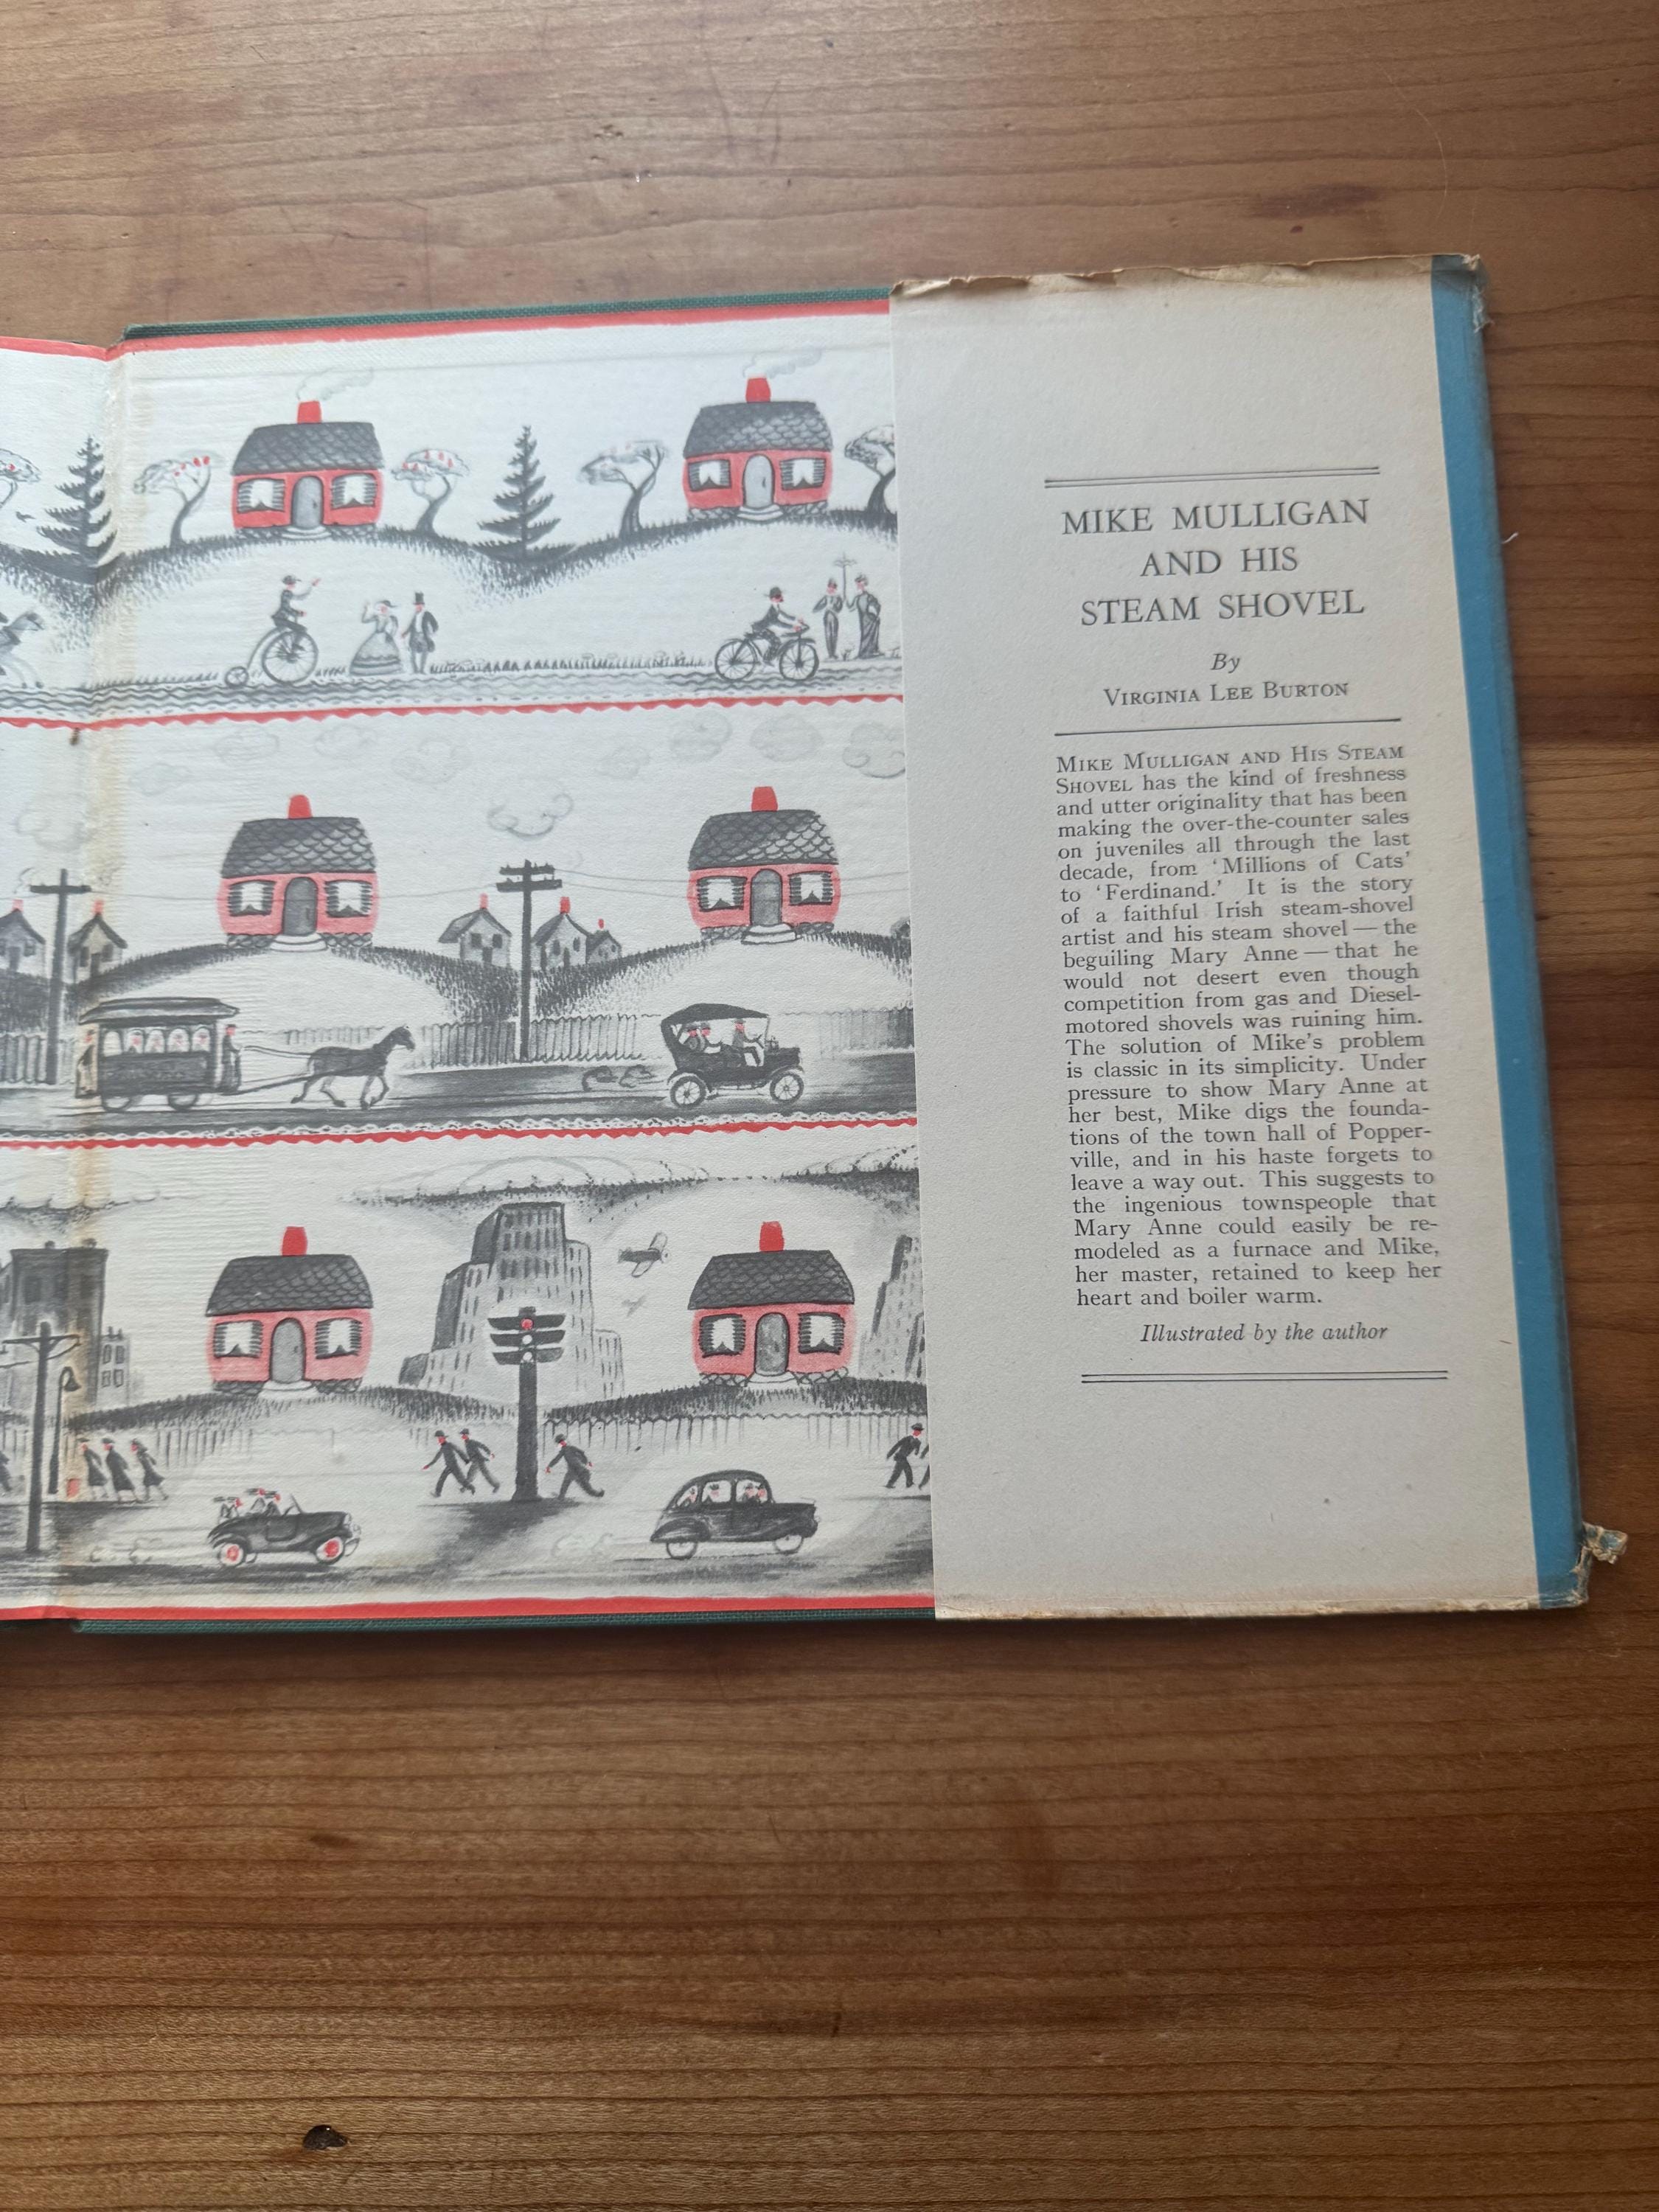 MIKE MULLIGAN
AND HIS
STEAM SHOVEL
By
VIRGINIA LEE BURTON
MIKE MULLIGAN AND HIS STEAM
SHOVEL has the kind of freshness
and utter originality that has been
making the over-the-counter sales
on juveniles all through the last
decade, from ‘Millions of Cats’
to ‘Ferdinand.’ It is the story
of a faithful Irish steam-shovel
artist and his steam shovel — the
beguiling Mary Anne — that he
would not desert even though
competition from gas and Diesel-
motored shovels was ruining him.
The solution of Mike’s problem
is classic in its simplicity. Under
pressure to show Mary Anne at
her best, Mike digs the founda-
tions of the town hall of Popper-
ville, and in his haste forgets to
leave a way out. This suggests to
the ingenious townspeople that
Mary Anne could easily be re-
modeled as a furnace and Mike,
her master, retained to keep her
heart and boiler warm.
Illustrated by the author